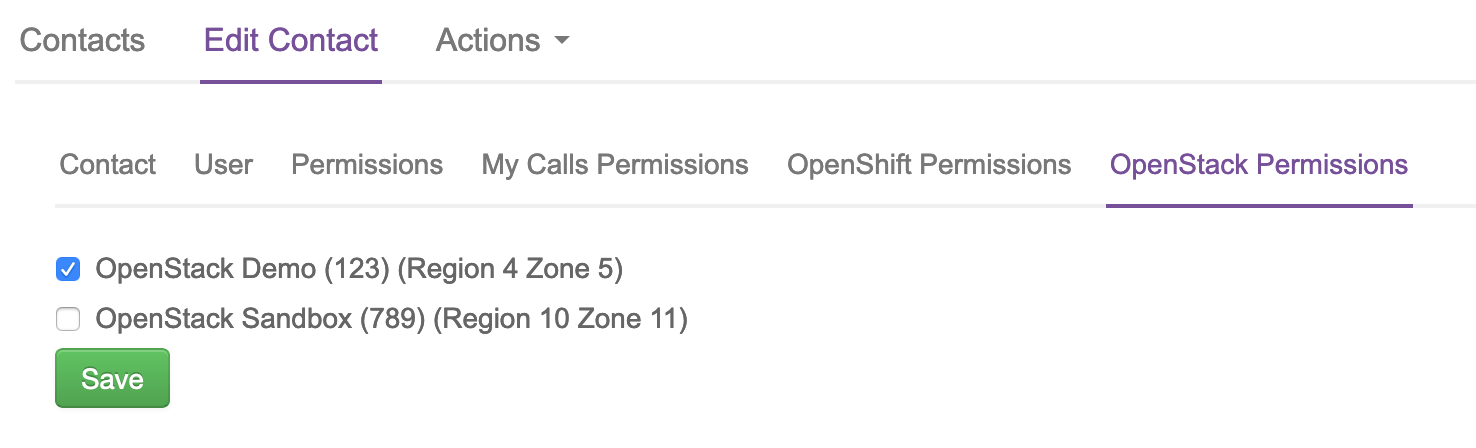 Contacts Edit Contact Actions
Contact User Permissions My Calls Permissions OpenShift Permissions OpenStack Permissions
OpenStack Demo (123) (Region 4 Zone 5)
OpenStack Sandbox (789) (Region 10 Zone 11)
Save